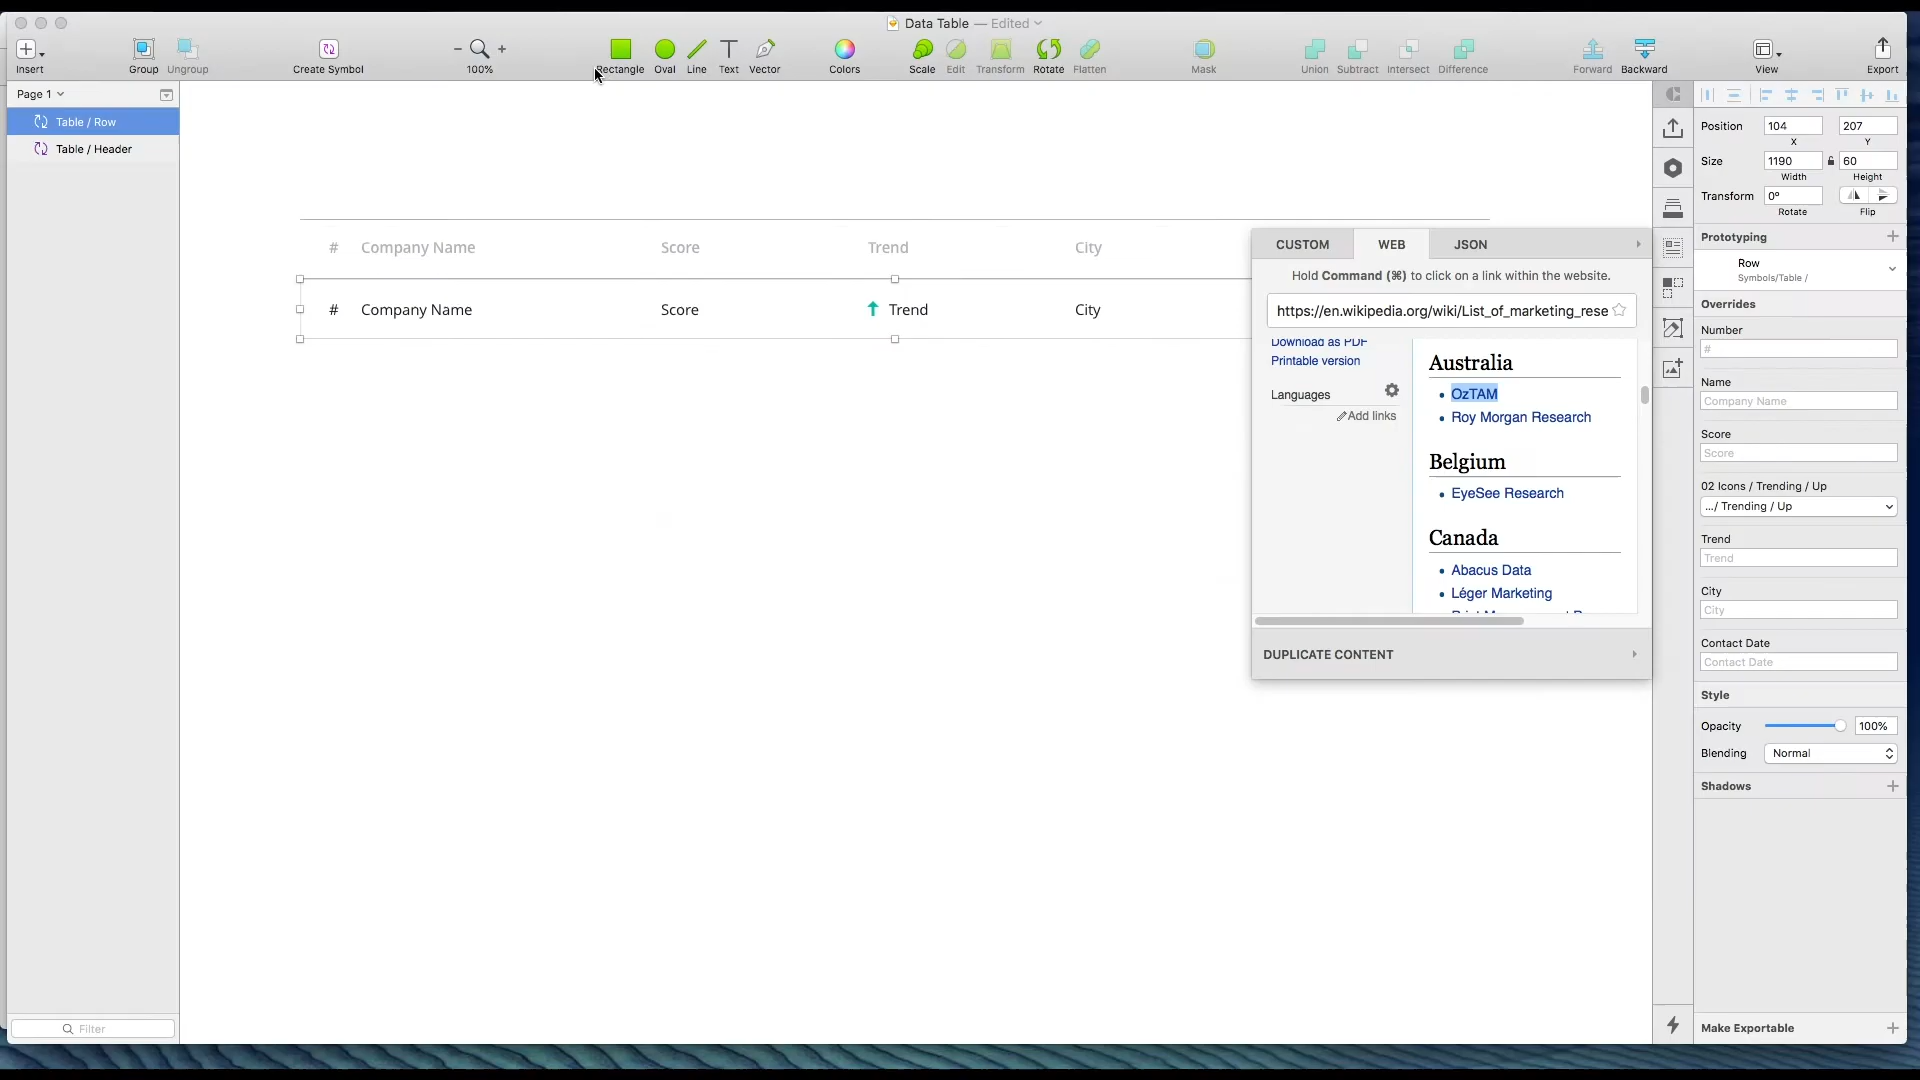 Data Table — Edited
Insert
Group
Ungroup
Create Symbol
100%
Rectangle
Oval
Line
Text
Vector
Colors
Scale
Edit
Transform
Rotate
Flatten
Mask
Union
Subtract
Intersect
Difference
Forward
Backward
View
Export
Page 1
Table / Row
Table / Header
Filter
# Company Name Score Trend City
# Company Name Score Trend City
CUSTOM WEB JSON
Hold Command (⌘) to click on a link within the website.
https://en.wikipedia.org/wiki/List_of_marketing_rese
Download as PDF
Printable version
Languages
Add links
Australia
• OzTAM
• Roy Morgan Research
Belgium
• EyeSee Research
Canada
• Abacus Data
• Léger Marketing
DUPLICATE CONTENT
Position 104 207
X Y
Size 1190 60
Width Height
Transform 0°
Rotate Flip
Prototyping
Row
Symbols/Table /
Overrides
Number
#
Name
Company Name
Score
Score
02 Icons / Trending / Up
.../ Trending / Up
Trend
Trend
City
City
Contact Date
Contact Date
Style
Opacity 100%
Blending Normal
Shadows
Make Exportable